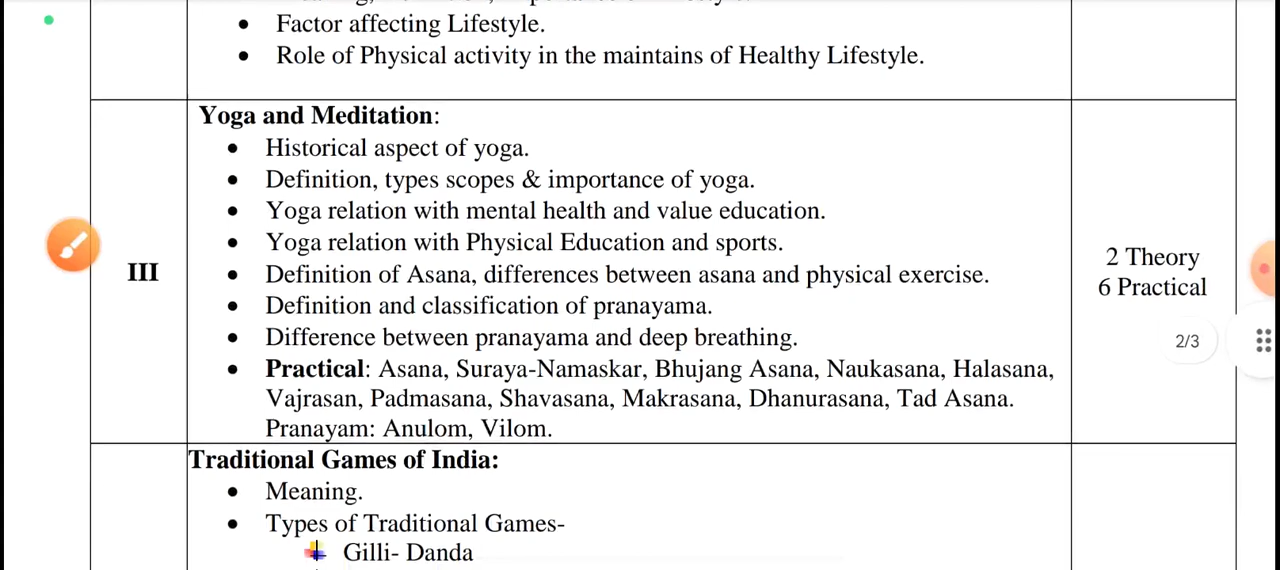 Factor affecting Lifestyle.
Role of Physical activity in the maintains of Healthy Lifestyle.
III
Yoga and Meditation:
Historical aspect of yoga.
Definition, types scopes & importance of yoga.
Yoga relation with mental health and value education.
Yoga relation with Physical Education and sports.
Definition of Asana, differences between asana and physical exercise.
Definition and classification of pranayama.
Difference between pranayama and deep breathing.
Practical: Asana, Suraya-Namaskar, Bhujang Asana, Naukasana, Halasana,
Vajrasan, Padmasana, Shavasana, Makrasana, Dhanurasana, Tad Asana.
Pranayam: Anulom, Vilom.
2 Theory
6 Practical
2/3
Traditional Games of India:
Meaning.
Types of Traditional Games-
Gilli- Danda